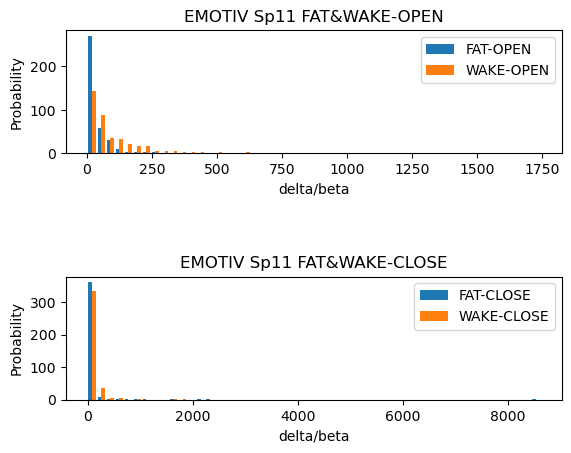 EMOTIV Sp11 FAT&WAKE-OPEN
Probability
200
100
0
FAT-OPEN
WAKE-OPEN
0 250 500 750 1000 1250 1500 1750
delta/beta
EMOTIV Sp11 FAT&WAKE-CLOSE
Probability
300
200
100
0
FAT-CLOSE
WAKE-CLOSE
0 2000 4000 6000 8000
delta/beta